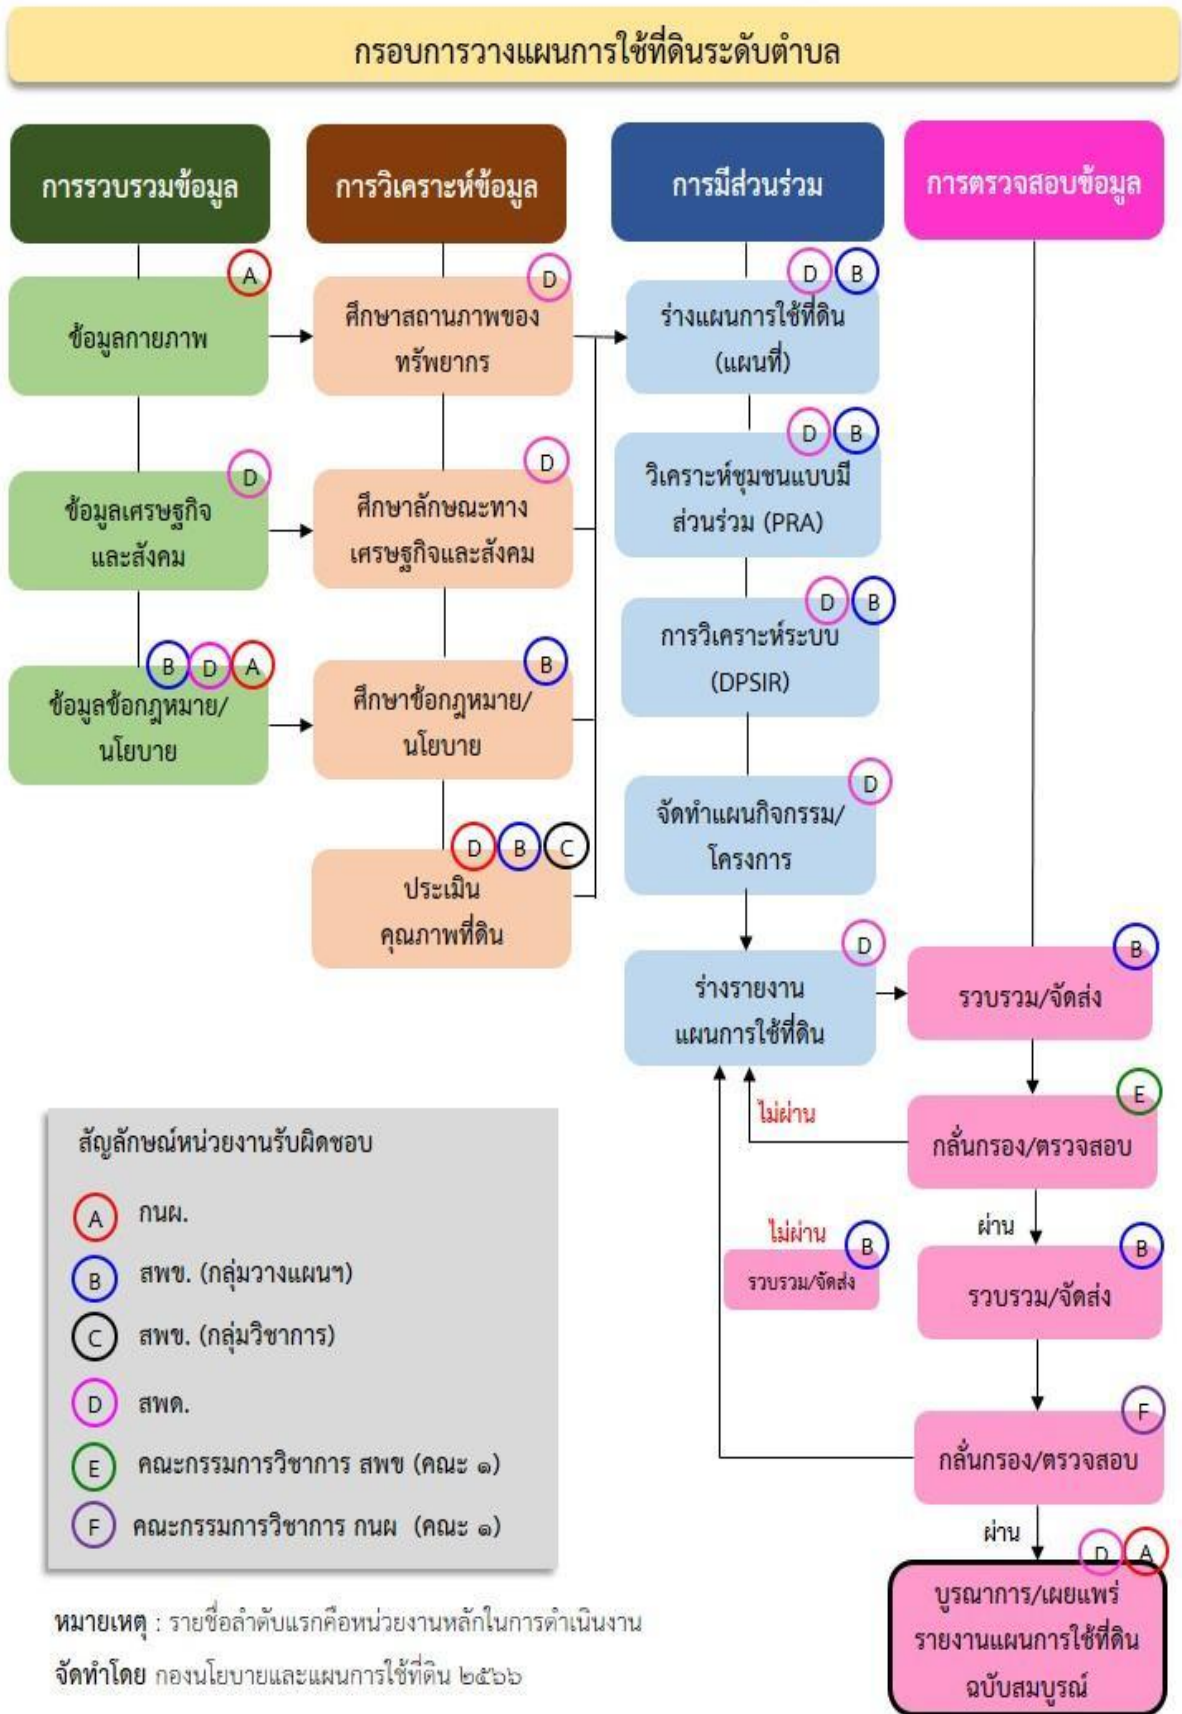 กรอบการวางแผนการใช้ที่ดินระดับตำบล
การรวบรวมข้อมูล
การวิเคราะห์ข้อมูล
การมีส่วนร่วม
การตรวจสอบข้อมูล
A
ข้อมูลกายภาพ
D
ข้อมูลเศรษฐกิจ
และสังคม
B D A
ข้อมูลข้อกฎหมาย/
นโยบาย
D
ศึกษาสถานภาพของ
ทรัพยากร
D
ศึกษาลักษณะทาง
เศรษฐกิจและสังคม
B
ศึกษาข้อกฎหมาย/
นโยบาย
D B C
ประเมิน
คุณภาพที่ดิน
D B
ร่างแผนการใช้ที่ดิน
(แผนที่)
D B
วิเคราะห์ชุมชนแบบมี
ส่วนร่วม (PRA)
D B
การวิเคราะห์ระบบ
(DPSIR)
D
จัดทำแผนกิจกรรม/
โครงการ
D
ร่างรายงาน
แผนการใช้ที่ดิน
B
รวบรวม/จัดส่ง
E
กลั่นกรอง/ตรวจสอบ
ไม่ผ่าน
ผ่าน
B
รวบรวม/จัดส่ง
ไม่ผ่าน
B
รวบรวม/จัดส่ง
F
กลั่นกรอง/ตรวจสอบ
ผ่าน
D A
บูรณาการ/เผยแพร่
รายงานแผนการใช้ที่ดิน
ฉบับสมบูรณ์
สัญลักษณ์หน่วยงานรับผิดชอบ
A กนผ.
B สพข. (กลุ่มวางแผนฯ)
C สพข. (กลุ่มวิชาการ)
D สพด.
E คณะกรรมการวิชาการ สพข (คณะ ๑)
F คณะกรรมการวิชาการ กนผ (คณะ ๑)
หมายเหตุ : รายชื่อลำดับแรกคือหน่วยงานหลักในการดำเนินงาน
จัดทำโดย กองนโยบายและแผนการใช้ที่ดิน ๒๕๖๖